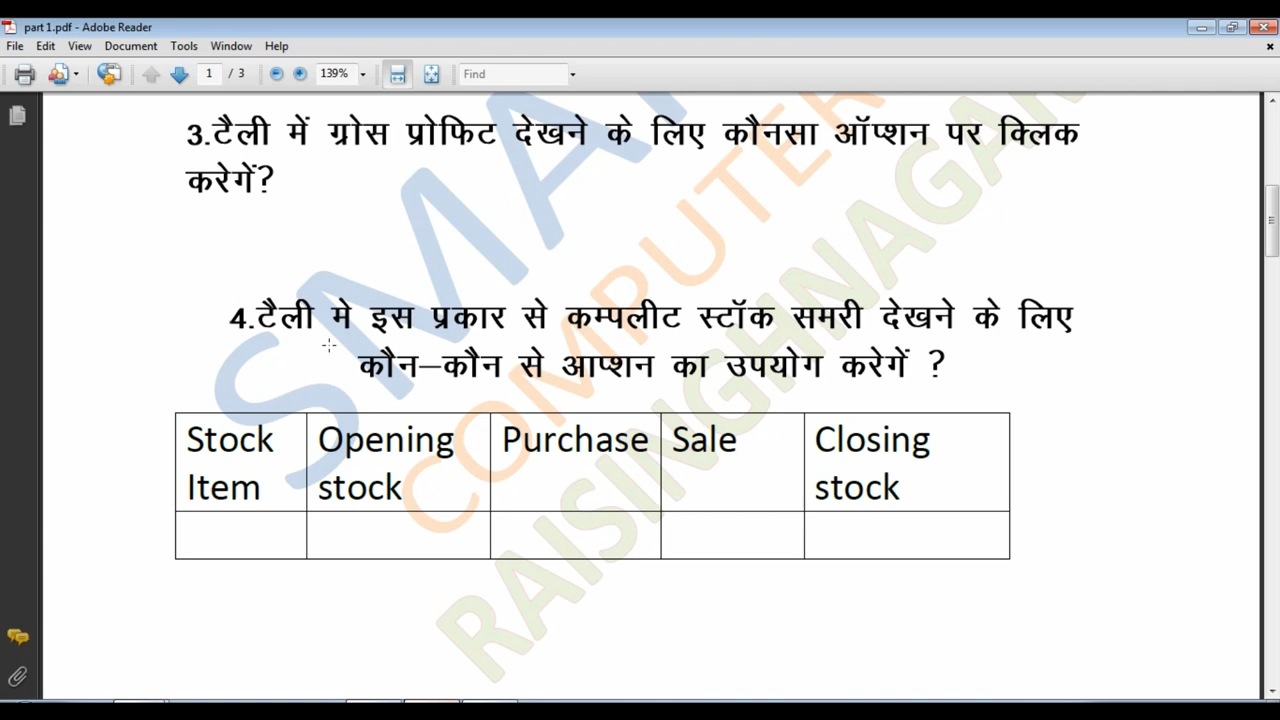 part 1.pdf - Adobe Reader
File Edit View Document Tools Window Help
1 / 3 139% Find
3.टैली में ग्रोस प्रोफिट देखने के लिए कौनसा ऑप्शन पर क्लिक
करेगें?
4.टैली मे इस प्रकार से कम्पलीट स्टॉक समरी देखने के लिए
कौन–कौन से आप्शन का उपयोग करेगें ?
Stock Opening Purchase Sale Closing
Item stock stock
SMAR
COMPUTER
RAISINGHNAGAR